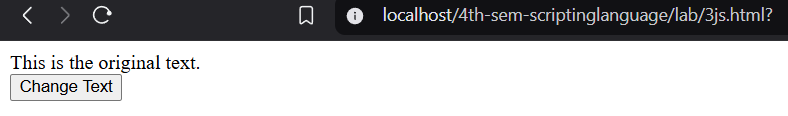 localhost/4th-sem-scriptinglanguage/lab/3js.html?
This is the original text.
Change Text